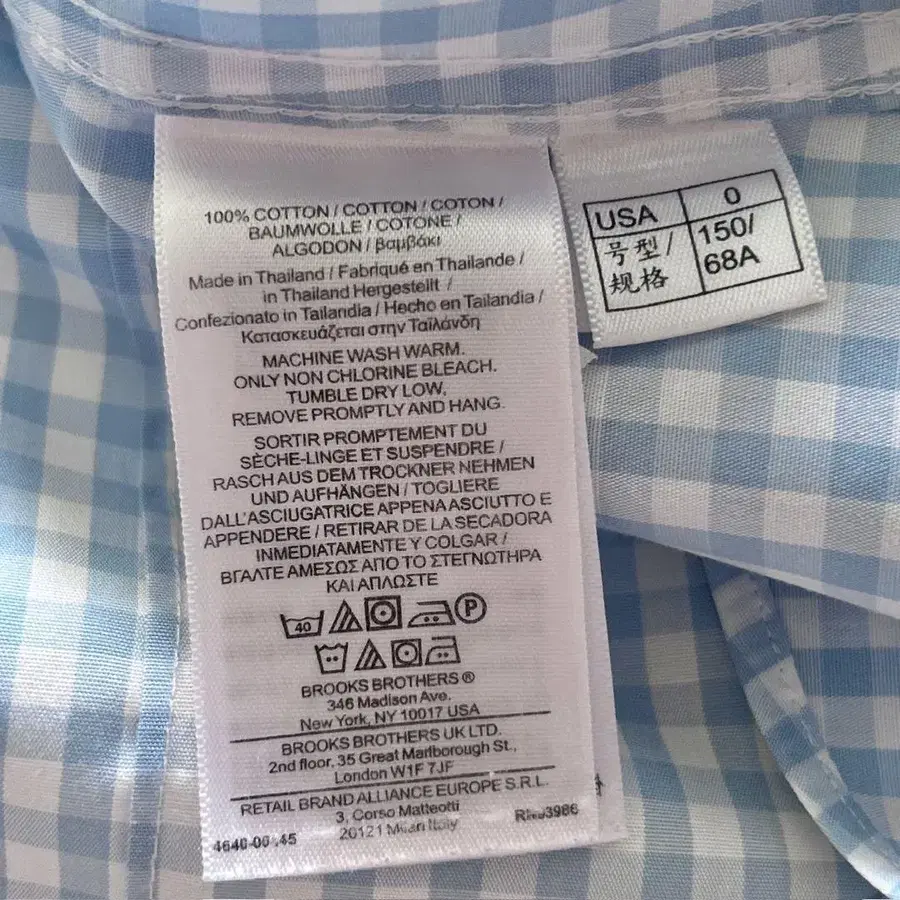 100% COTTON / COTTON / COTON /
BAUMWOLLE / COTONE /
ALGODON / βαμβάκι
Made in Thailand / Fabriqué en Thaïlande /
in Thailand Hergestellt /
Confezionato in Tailandia / Hecho en Tailandia /
Κατασκευάζεται στην Ταϊλάνδη
MACHINE WASH WARM.
ONLY NON CHLORINE BLEACH.
TUMBLE DRY LOW,
REMOVE PROMPTLY AND HANG.
SORTIR PROMPTEMENT DU
SÈCHE-LINGE ET SUSPENDRE /
RASCH AUS DEM TROCKNER NEHMEN
UND AUFHÄNGEN / TOGLIERE
DALL'ASCIUGATRICE APPENA ASCIUTTO E
APPENDERE / RETIRAR DE LA SECADORA
INMEDIATAMENTE Y COLGAR /
ΒΓΑΛΤΕ ΑΜΕΣΩΣ ΑΠΟ ΤΟ ΣΤΕΓΝΩΤΗΡΑ
ΚΑΙ ΑΠΛΩΣΤΕ
40 P
BROOKS BROTHERS ®
346 Madison Ave.
New York, NY 10017 USA
BROOKS BROTHERS UK LTD.
2nd floor, 35 Great Marlborough St.,
London W1F 7JF
RETAIL BRAND ALLIANCE EUROPE S.R.L.
3, Corso Matteotti
20121 Italy
USA 0
号型/ 150/
规格 68A